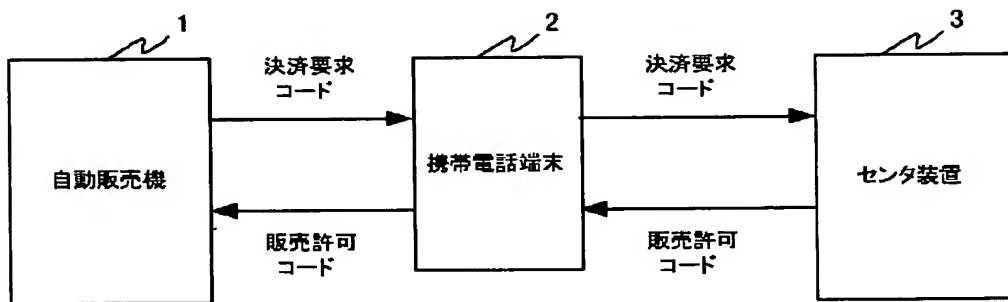 1
2
3
決済要求
コード
決済要求
コード
自動販売機
携帯電話端末
センタ装置
販売許可
コード
販売許可
コード